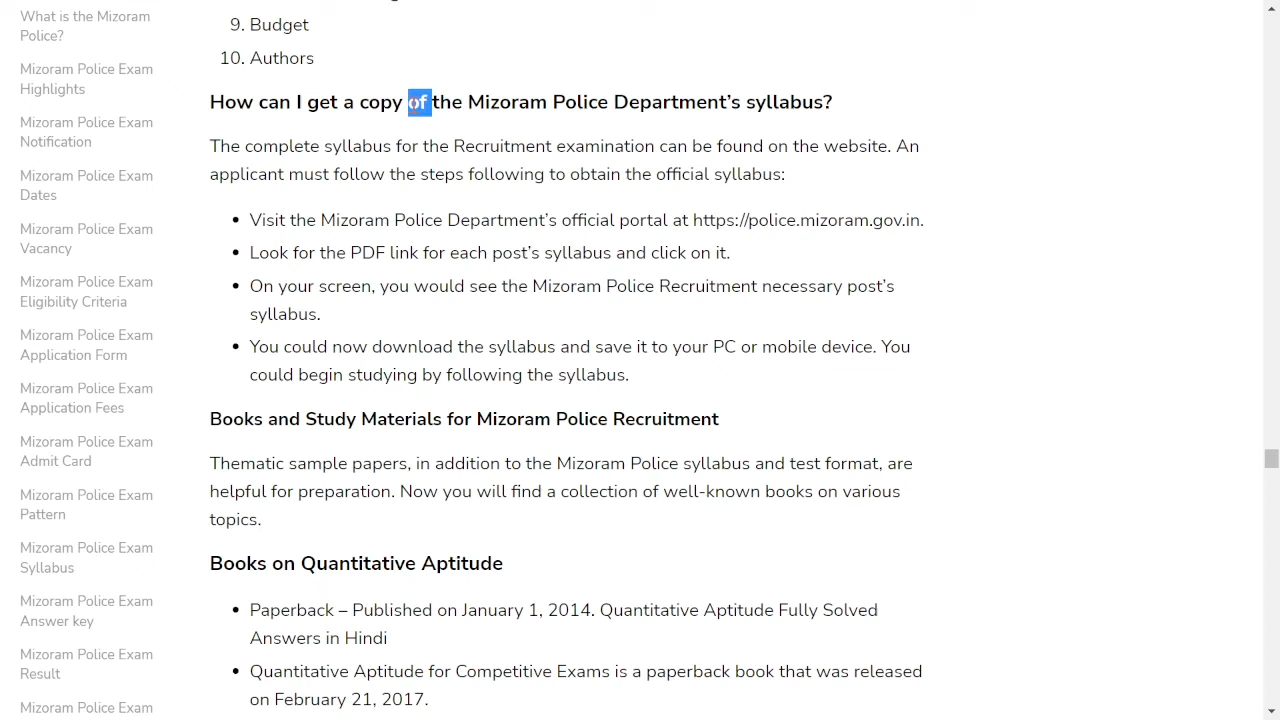 What is the Mizoram
Police?
Mizoram Police Exam
Highlights
Mizoram Police Exam
Notification
Mizoram Police Exam
Dates
Mizoram Police Exam
Vacancy
Mizoram Police Exam
Eligibility Criteria
Mizoram Police Exam
Application Form
Mizoram Police Exam
Application Fees
Mizoram Police Exam
Admit Card
Mizoram Police Exam
Pattern
Mizoram Police Exam
Syllabus
Mizoram Police Exam
Answer key
Mizoram Police Exam
Result
Mizoram Police Exam
9. Budget
10. Authors
How can I get a copy of the Mizoram Police Department’s syllabus?
The complete syllabus for the Recruitment examination can be found on the website. An
applicant must follow the steps following to obtain the official syllabus:
• Visit the Mizoram Police Department’s official portal at https://police.mizoram.gov.in.
• Look for the PDF link for each post’s syllabus and click on it.
• On your screen, you would see the Mizoram Police Recruitment necessary post’s
syllabus.
• You could now download the syllabus and save it to your PC or mobile device. You
could begin studying by following the syllabus.
Books and Study Materials for Mizoram Police Recruitment
Thematic sample papers, in addition to the Mizoram Police syllabus and test format, are
helpful for preparation. Now you will find a collection of well-known books on various
topics.
Books on Quantitative Aptitude
• Paperback – Published on January 1, 2014. Quantitative Aptitude Fully Solved
Answers in Hindi
• Quantitative Aptitude for Competitive Exams is a paperback book that was released
on February 21, 2017.